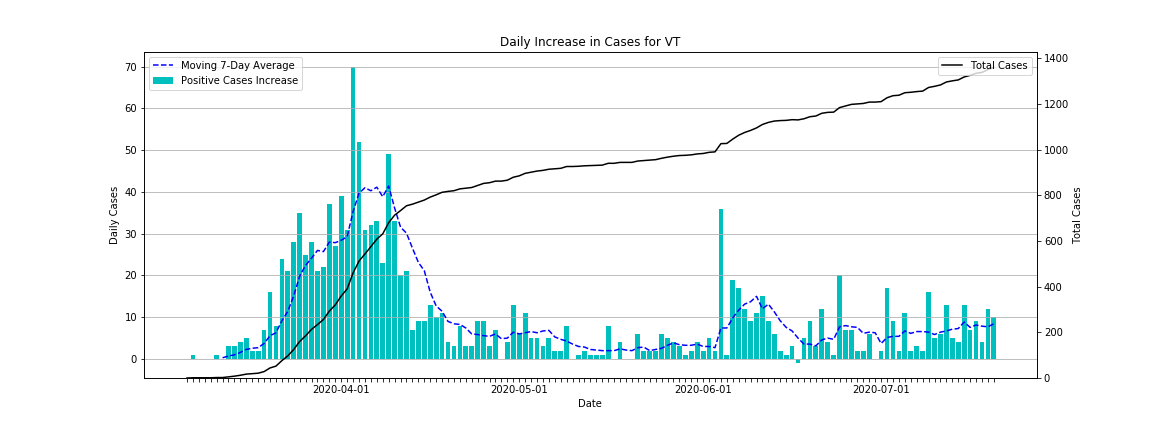 Daily Increase in Cases for VT
Moving 7-Day Average
Positive Cases Increase
Total Cases
70
60
50
40
30
20
10
0
Daily Cases
1400
1200
1000
800
600
400
200
0
Total Cases
2020-04-01
2020-05-01
2020-06-01
2020-07-01
Date